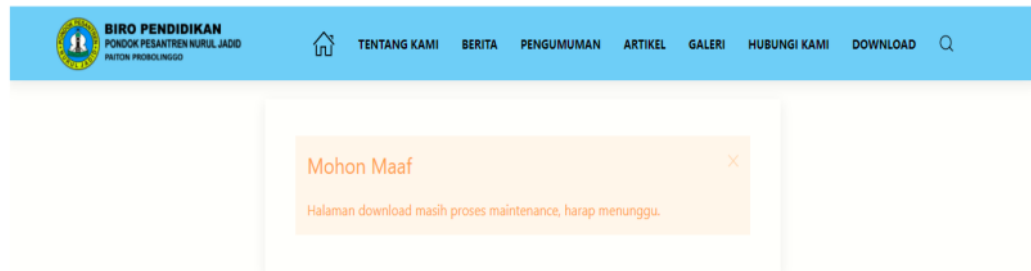 BIRO PENDIDIKAN
PONDOK PESANTREN NURUL JADID
PAITON PROBOLINGGO
TENTANG KAMI BERITA PENGUMUMAN ARTIKEL GALERI HUBUNGI KAMI DOWNLOAD
Mohon Maaf
Halaman download masih proses maintenance, harap menunggu.